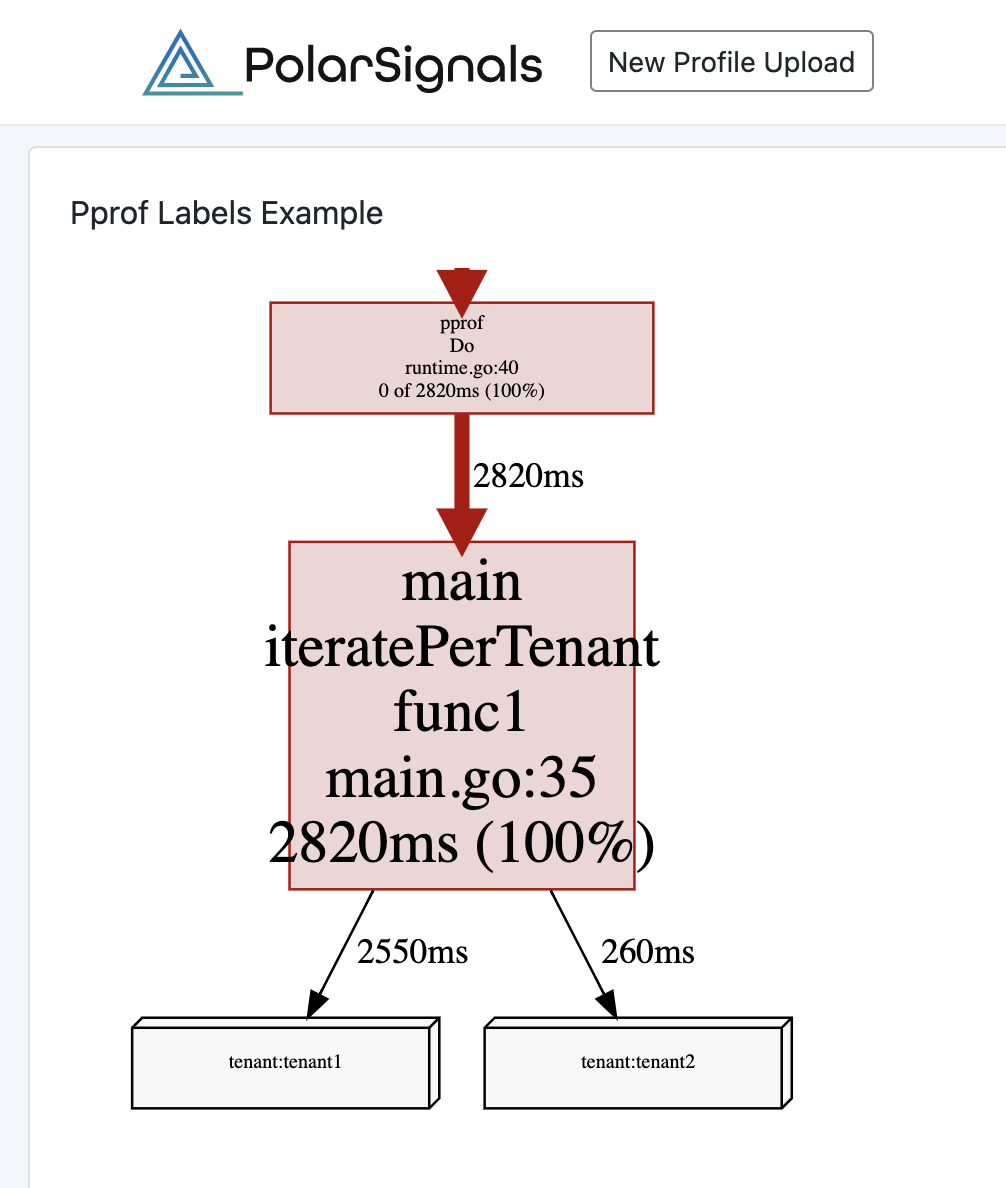 PolarSignals
New Profile Upload
Pprof Labels Example
pprof
Do
runtime.go:40
0 of 2820ms (100%)
2820ms
main
iteratePerTenant
func1
main.go:35
2820ms (100%)
2550ms
260ms
tenant:tenant1
tenant:tenant2